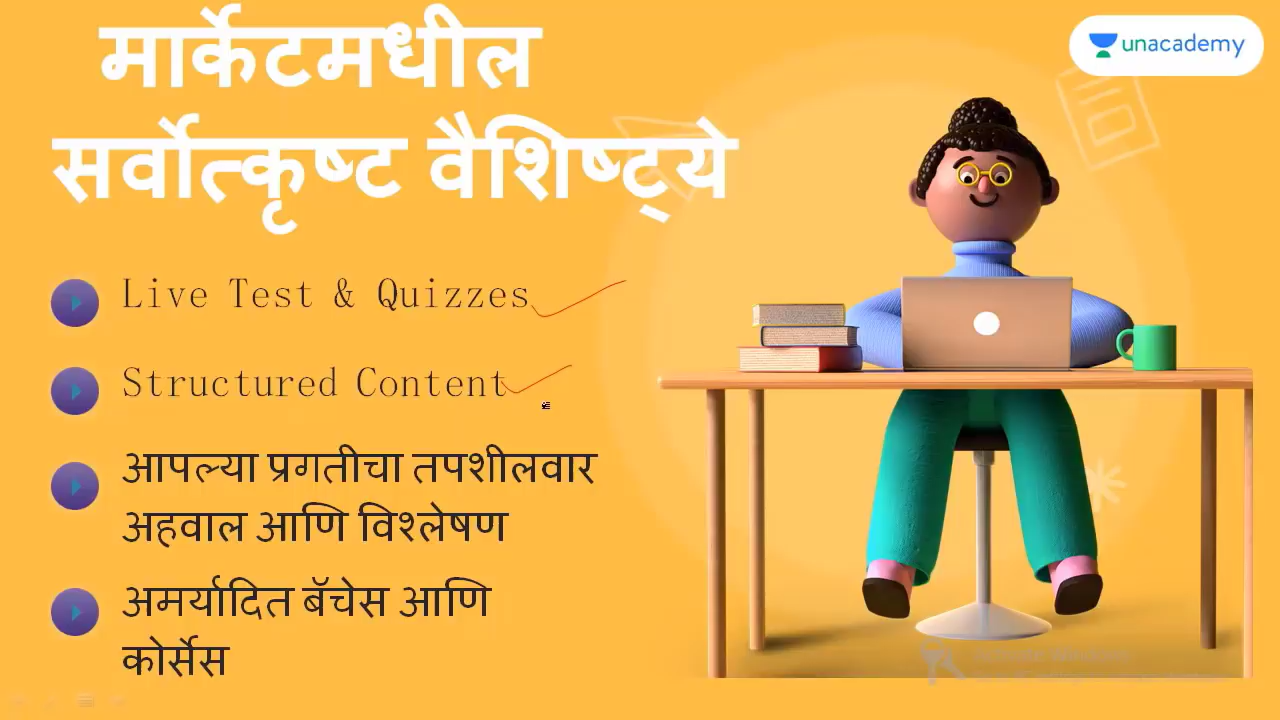 मार्केटमधील
सर्वोत्कृष्ट वैशिष्ट्ये
unacademy
Live Test & Quizzes
Structured Content
आपल्या प्रगतीचा तपशीलवार
अहवाल आणि विश्लेषण
अमर्यादित बॅचेस आणि
कोर्सेस